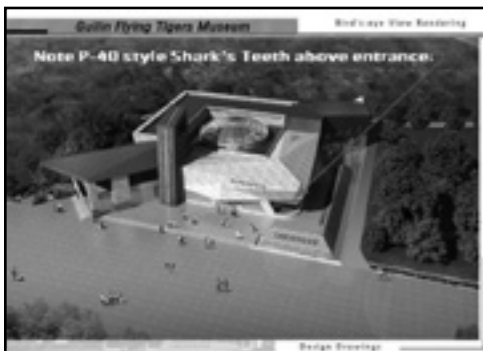 Guilin Flying Tigers Museum
Bird's-eye View Rendering
Note P-40 style Shark's Teeth above entrance.
Design Drawings